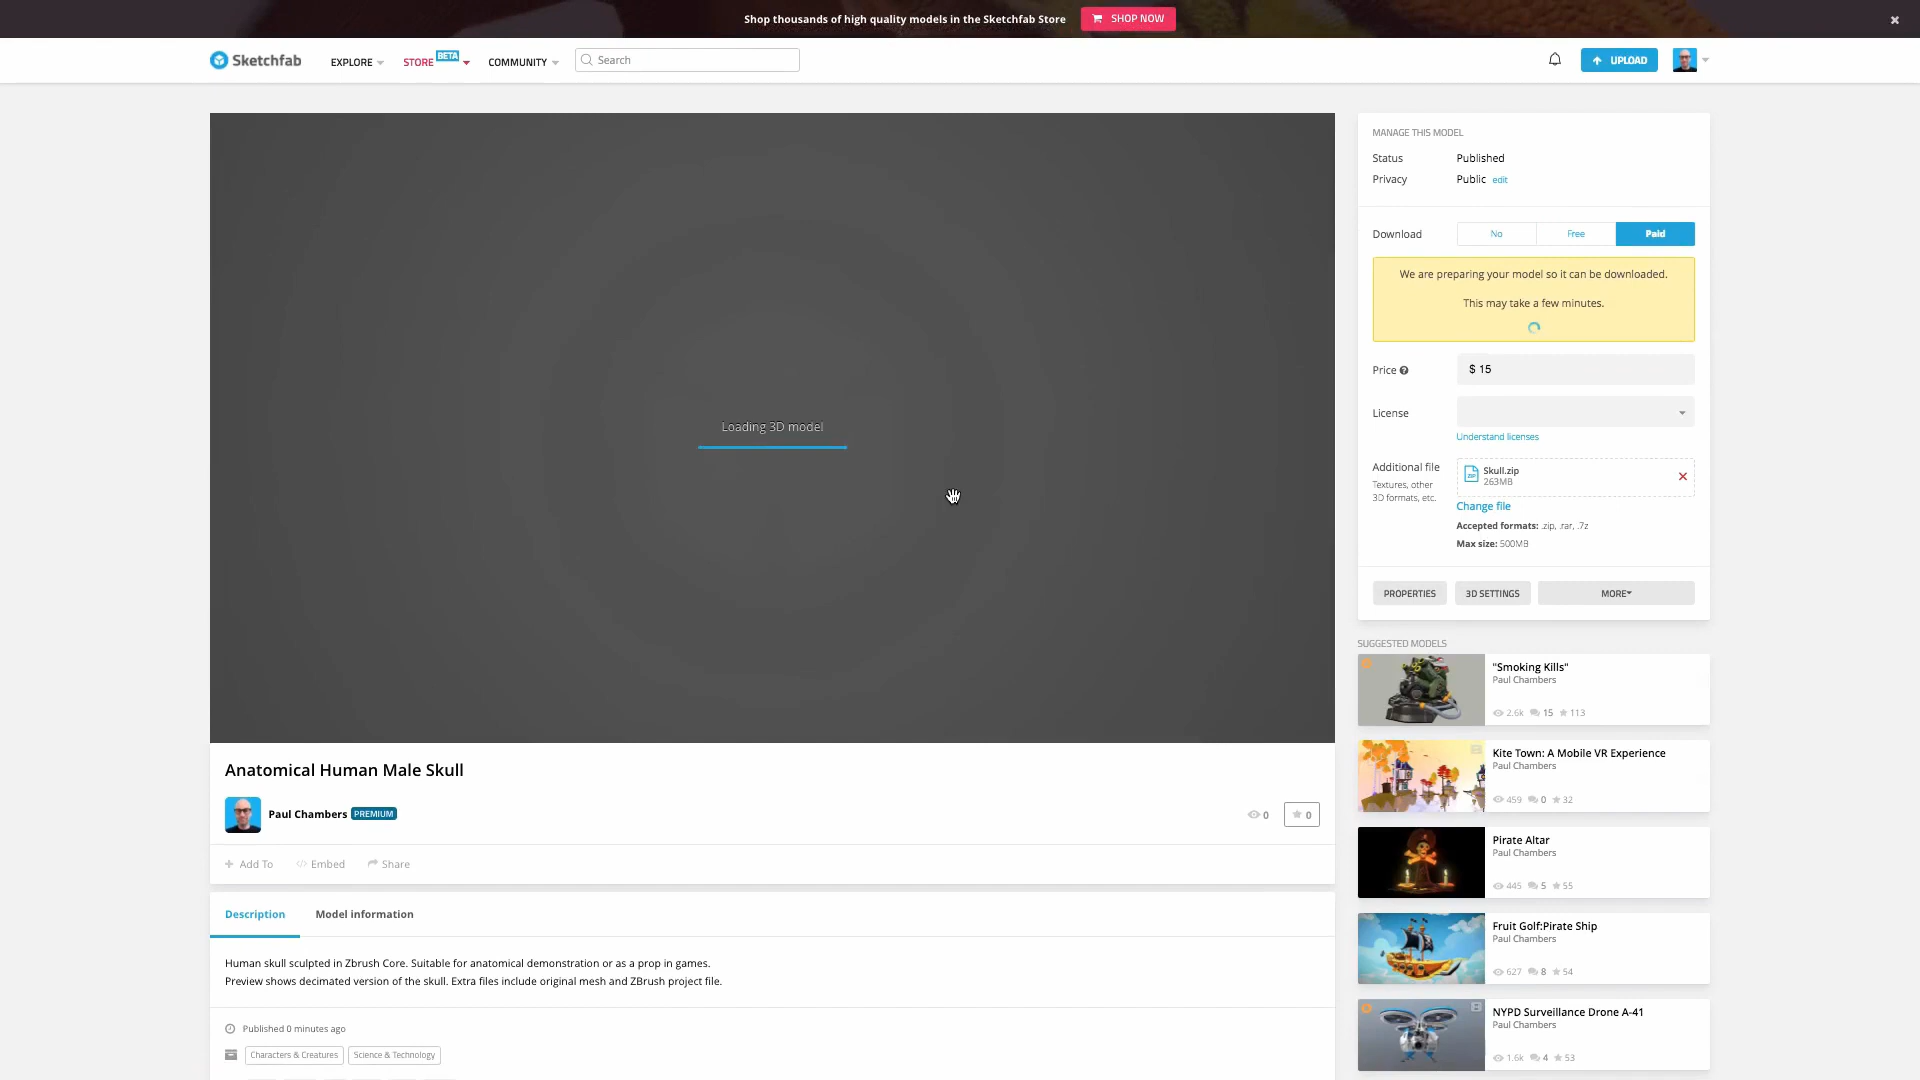 Shop thousands of high quality models in the Sketchfab Store
SHOP NOW
Sketchfab
EXPLORE
STORE
BETA
COMMUNITY
Search
UPLOAD
Loading 3D model
MANAGE THIS MODEL
Status
Published
Privacy
Public edit
Download
No
Free
Paid
We are preparing your model so it can be downloaded.
This may take a few minutes.
Price
$ 15
License
Understand licenses
Additional file
Textures, other
3D formats, etc.
Skull.zip
263MB
Change file
Accepted formats: .zip, .rar, .7z
Max size: 500MB
PROPERTIES
3D SETTINGS
MORE
SUGGESTED MODELS
"Smoking Kills"
Paul Chambers
2.6k 15 113
Kite Town: A Mobile VR Experience
Paul Chambers
459 0 32
Pirate Altar
Paul Chambers
445 5 55
Fruit Golf:Pirate Ship
Paul Chambers
627 8 54
NYPD Surveillance Drone A-41
Paul Chambers
1.6k 4 53
Anatomical Human Male Skull
Paul Chambers PREMIUM
0
0
Add To
Embed
Share
Description
Model information
Human skull sculpted in Zbrush Core. Suitable for anatomical demonstration or as a prop in games.
Preview shows decimated version of the skull. Extra files include original mesh and ZBrush project file.
Published 0 minutes ago
Characters & Creatures
Science & Technology